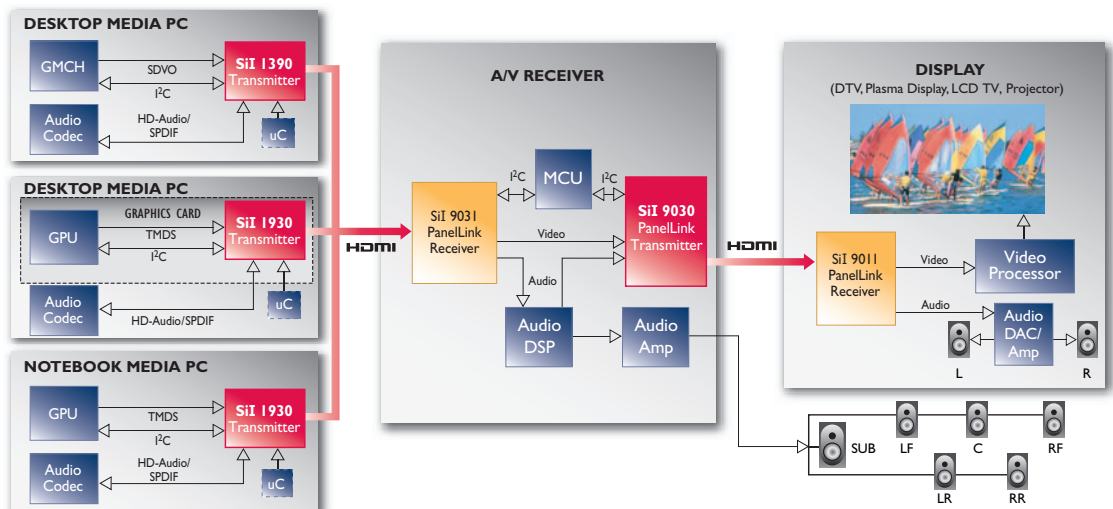 DESKTOP MEDIA PC
GMCH
SDVO
I²C
SiI 1390
Transmitter
Audio
Codec
HD-Audio/
SPDIF
uC
DESKTOP MEDIA PC
GRAPHICS CARD
GPU
TMDS
I²C
SiI 1930
Transmitter
Audio
Codec
HD-Audio/SPDIF
uC
NOTEBOOK MEDIA PC
GPU
TMDS
I²C
SiI 1930
Transmitter
Audio
Codec
HD-Audio/
SPDIF
uC
HDMI
A/V RECEIVER
SiI 9031
PanelLink
Receiver
I²C
MCU
I²C
SiI 9030
PanelLink
Transmitter
Video
Audio
Audio
DSP
Audio
Amp
HDMI
DISPLAY
(DTV, Plasma Display, LCD TV, Projector)
SiI 9011
PanelLink
Receiver
Video
Video
Processor
Audio
Audio
DAC/
Amp
L
R
SUB
LF
C
RF
LR
RR